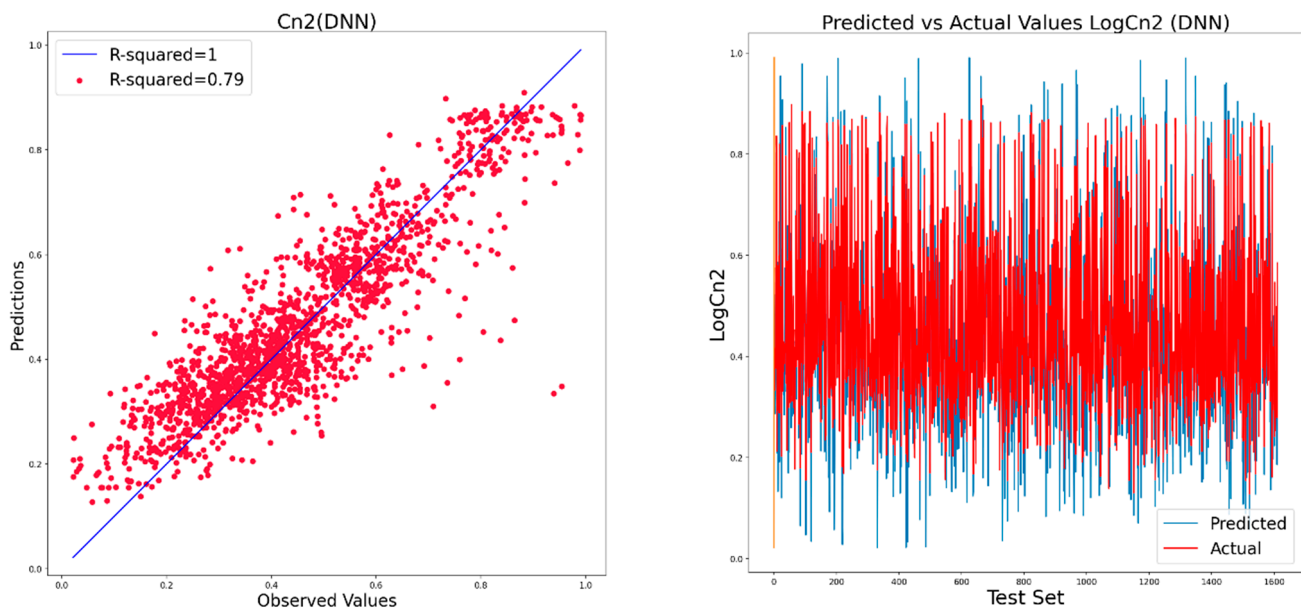 Cn2(DNN)
R-squared=1
R-squared=0.79
Predictions
1.0
0.8
0.6
0.4
0.2
0.0
0.0 0.2 0.4 0.6 0.8 1.0
Observed Values
Predicted vs Actual Values LogCn2 (DNN)
LogCn2
1.0
0.8
0.6
0.4
0.2
0.0
Predicted
Actual
0 200 400 600 800 1000 1200 1400 1600
Test Set